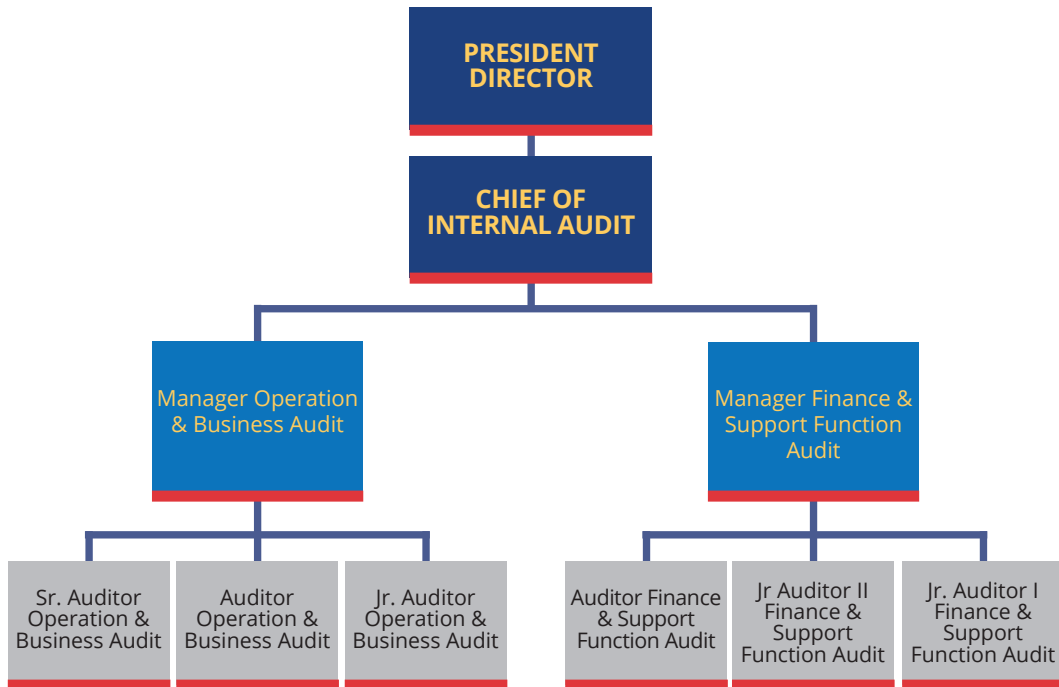 PRESIDENT
DIRECTOR
CHIEF OF
INTERNAL AUDIT
Manager Operation
& Business Audit
Manager Finance &
Support Function
Audit
Sr. Auditor
Operation &
Business Audit
Auditor
Operation &
Business Audit
Jr. Auditor
Operation &
Business Audit
Auditor Finance
& Support
Function Audit
Jr Auditor II
Finance &
Support
Function Audit
Jr. Auditor I
Finance &
Support
Function Audit